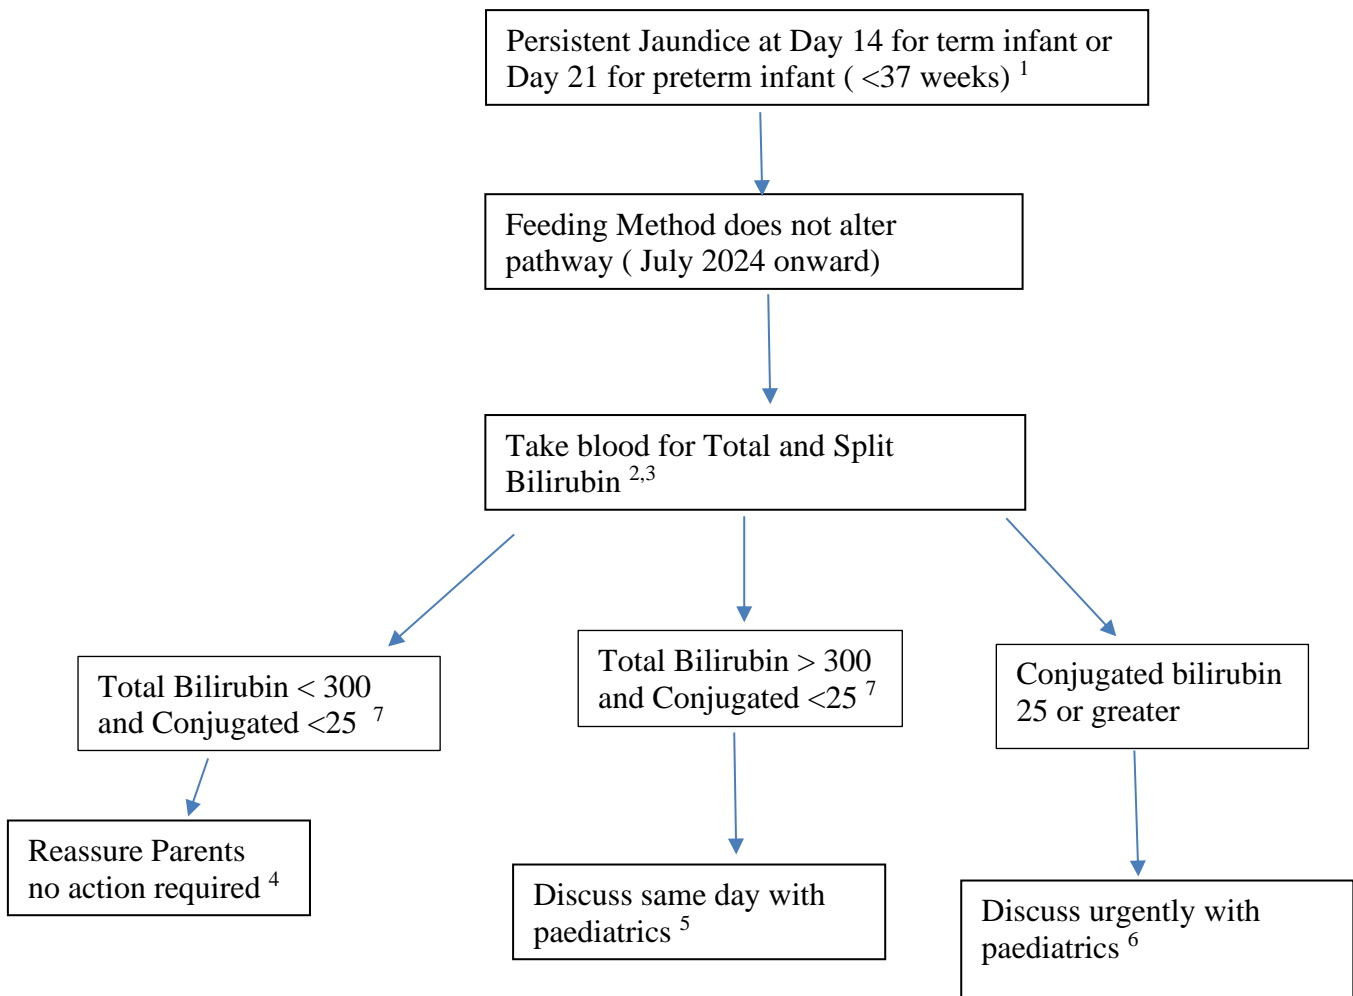 Persistent Jaundice at Day 14 for term infant or
Day 21 for preterm infant ( <37 weeks) 1
Feeding Method does not alter
pathway ( July 2024 onward)
Take blood for Total and Split
Bilirubin 2,3
Total Bilirubin < 300
and Conjugated <25 7
Total Bilirubin > 300
and Conjugated <25 7
Conjugated bilirubin
25 or greater
Reassure Parents
no action required 4
Discuss same day with
paediatrics 5
Discuss urgently with
paediatrics 6